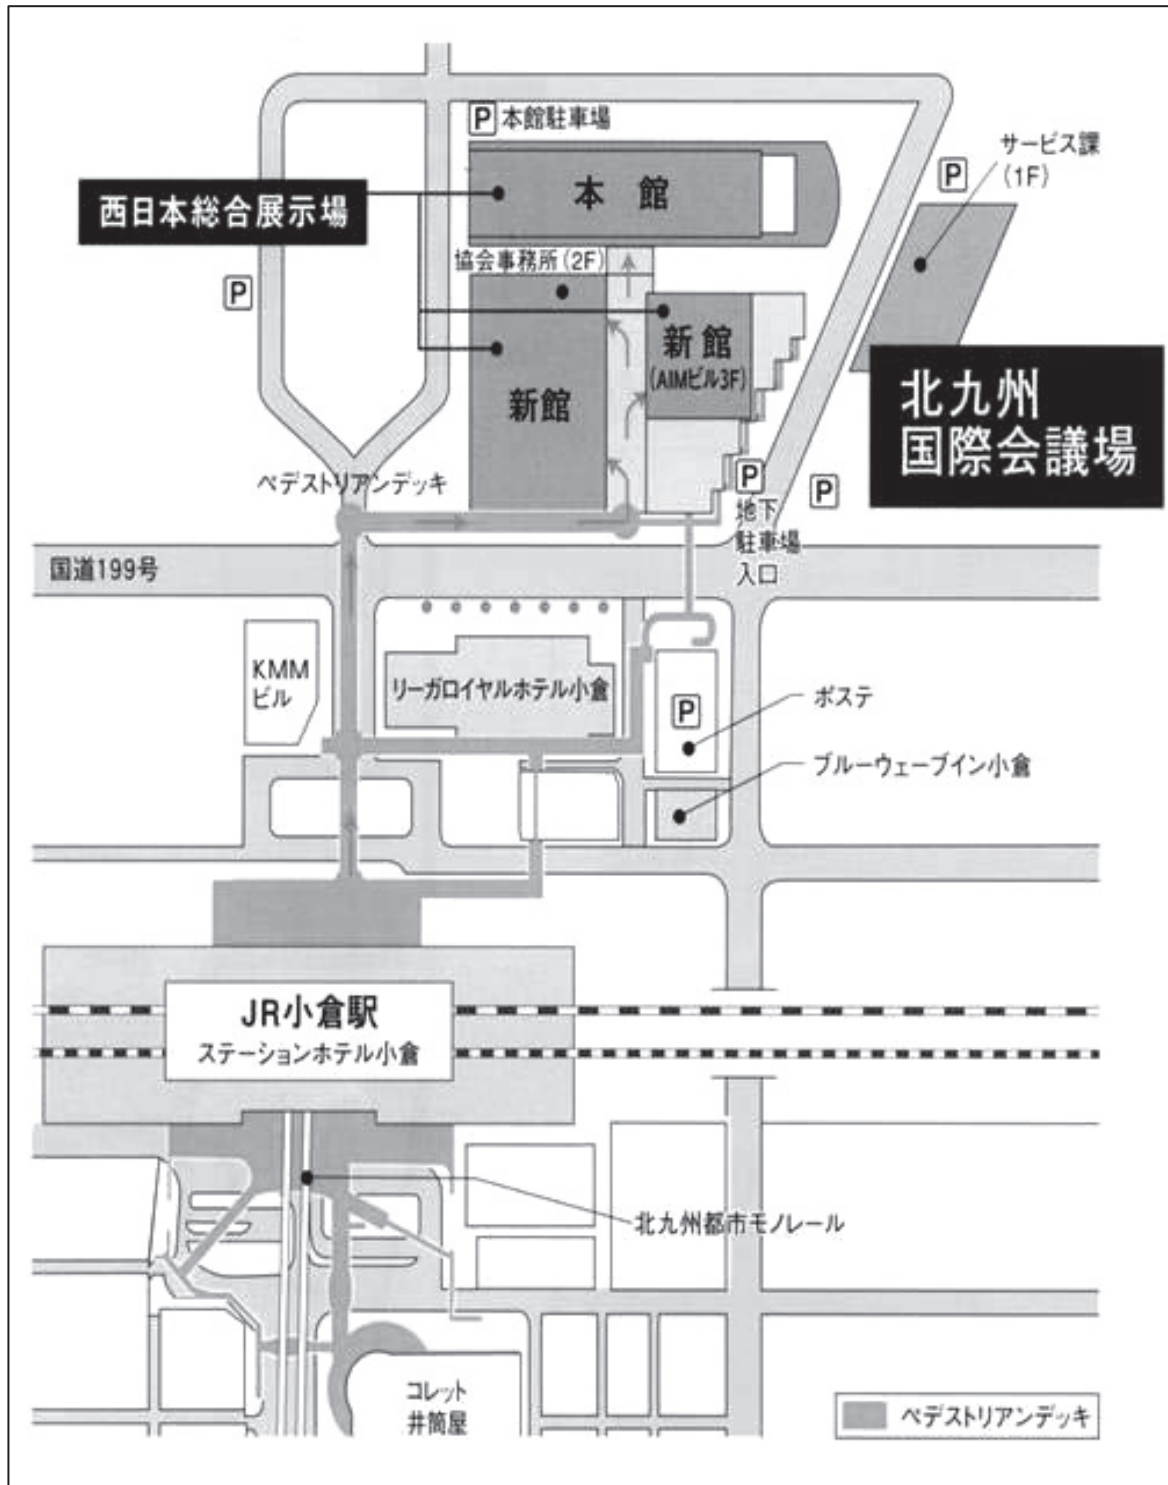 P 本館駐車場
サービス課
(1F)
P
本館
西日本総合展示場
協会事務所(2F)
P
新館
(AIMビル3F)
新館
北九州
国際会議場
ペデストリアンデッキ
P
P
地下
駐車場
入口
国道199号
KMM
ビル
リーガロイヤルホテル小倉
P
ポステ
ブルーウェーブイン小倉
JR小倉駅
ステーションホテル小倉
北九州都市モノレール
コレット
井筒屋
ペデストリアンデッキ